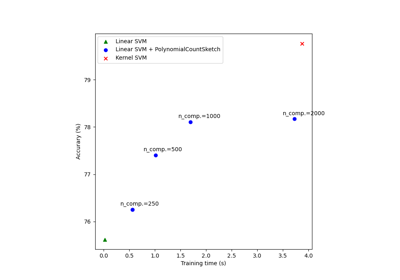 Linear SVM
Linear SVM + PolynomialCountSketch
Kernel SVM
79
78
77
76
Accurary (%)
n_comp.=2000
n_comp.=1000
n_comp.=500
n_comp.=250
0.0 0.5 1.0 1.5 2.0 2.5 3.0 3.5 4.0
Training time (s)